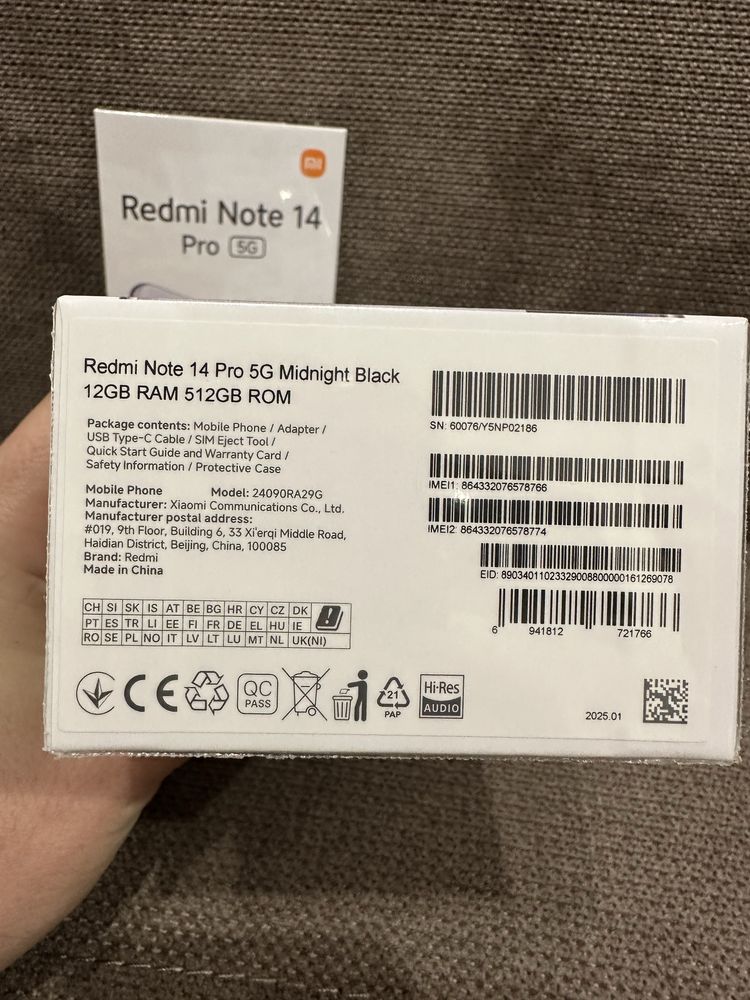 Redmi Note 14
Pro 5G
Redmi Note 14 Pro 5G Midnight Black
12GB RAM 512GB ROM
Package contents: Mobile Phone / Adapter /
USB Type-C Cable / SIM Eject Tool /
Quick Start Guide and Warranty Card /
Safety Information / Protective Case
Mobile Phone Model: 24090RA29G
Manufacturer: Xiaomi Communications Co., Ltd.
Manufacturer postal address:
#019, 9th Floor, Building 6, 33 Xi'erqi Middle Road,
Haidian District, Beijing, China, 100085
Brand: Redmi
Made in China
SN: 60076/Y5NP02186
IMEI1: 864332076578766
IMEI2: 864332076578774
EID: 89034011023329008800000161269078
6 941812 721766
CH SI SK IS AT BE BG HR CY CZ DK
PT ES TR LI EE FI FR DE EL HU IE
RO SE PL NO IT LV LT LU MT NL UK(NI)
CE
QC
PASS
21
PAP
Hi-Res
AUDIO
2025.01